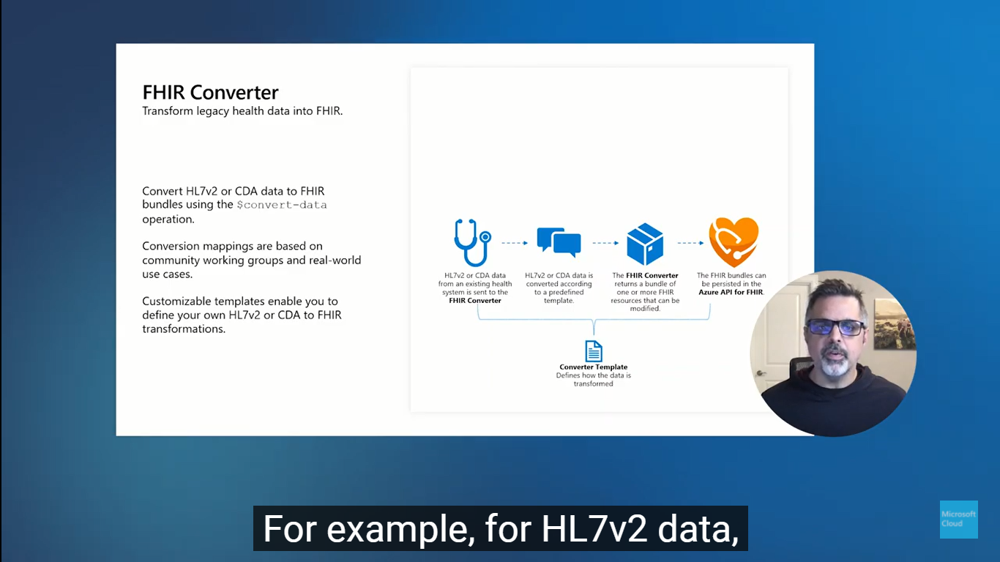 FHIR Converter
Transform legacy health data into FHIR.
Convert HL7v2 or CDA data to FHIR
bundles using the $convert-data
operation.
Conversion mappings are based on
community working groups and real-world
use cases.
Customizable templates enable you to
define your own HL7v2 or CDA to FHIR
transformations.
HL7v2 or CDA data
from an existing health
system is sent to the
FHIR Converter
HL7v2 or CDA data is
converted according
to a predefined
template.
The FHIR Converter
returns a bundle of
one or more FHIR
resources that can be
modified.
The FHIR bundles can
be persisted in the
Azure API for FHIR.
Converter Template
Defines how the data is
transformed
Microsoft
Cloud
For example, for HL7v2 data,